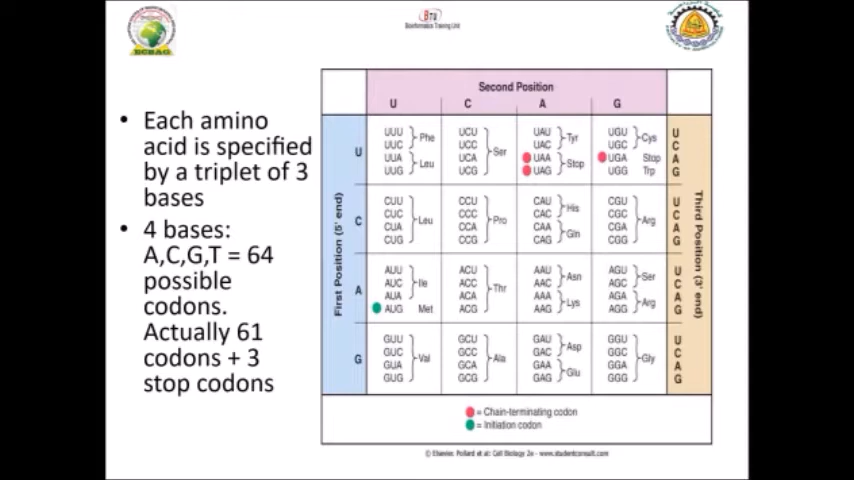 BTU
Bioinformatics Training Unit
• Each amino
acid is specified
by a triplet of 3
bases
• 4 bases:
A,C,G,T = 64
possible
codons.
Actually 61
codons + 3
stop codons
Second Position
U C A G
First Position (5' end)
Third Position (3' end)
U
UUU UCU UAU UGU U
Phe Tyr Cys
UUC UCC UAC UGC C
Ser
UUA UCA UAA UGA Stop A
Leu Stop
UUG UCG UAG UGG Trp G
C
CUU CCU CAU CGU U
His
CUC CCC CAC CGC C
Leu Pro Arg
CUA CCA CAA CGA A
Gln
CUG CCG CAG CGG G
A
AUU ACU AAU AGU U
Asn Ser
AUC ACC AAC AGC C
Ile Thr
AUA ACA AAA AGA A
Lys Arg
AUG Met ACG AAG AGG G
G
GUU GCU GAU GGU U
Asp
GUC GCC GAC GGC C
Val Ala Gly
GUA GCA GAA GGA A
Glu
GUG GCG GAG GGG G
= Chain-terminating codon
= Initiation codon
© Elsevier. Pollard et al: Cell Biology 2e - www.studentconsult.com